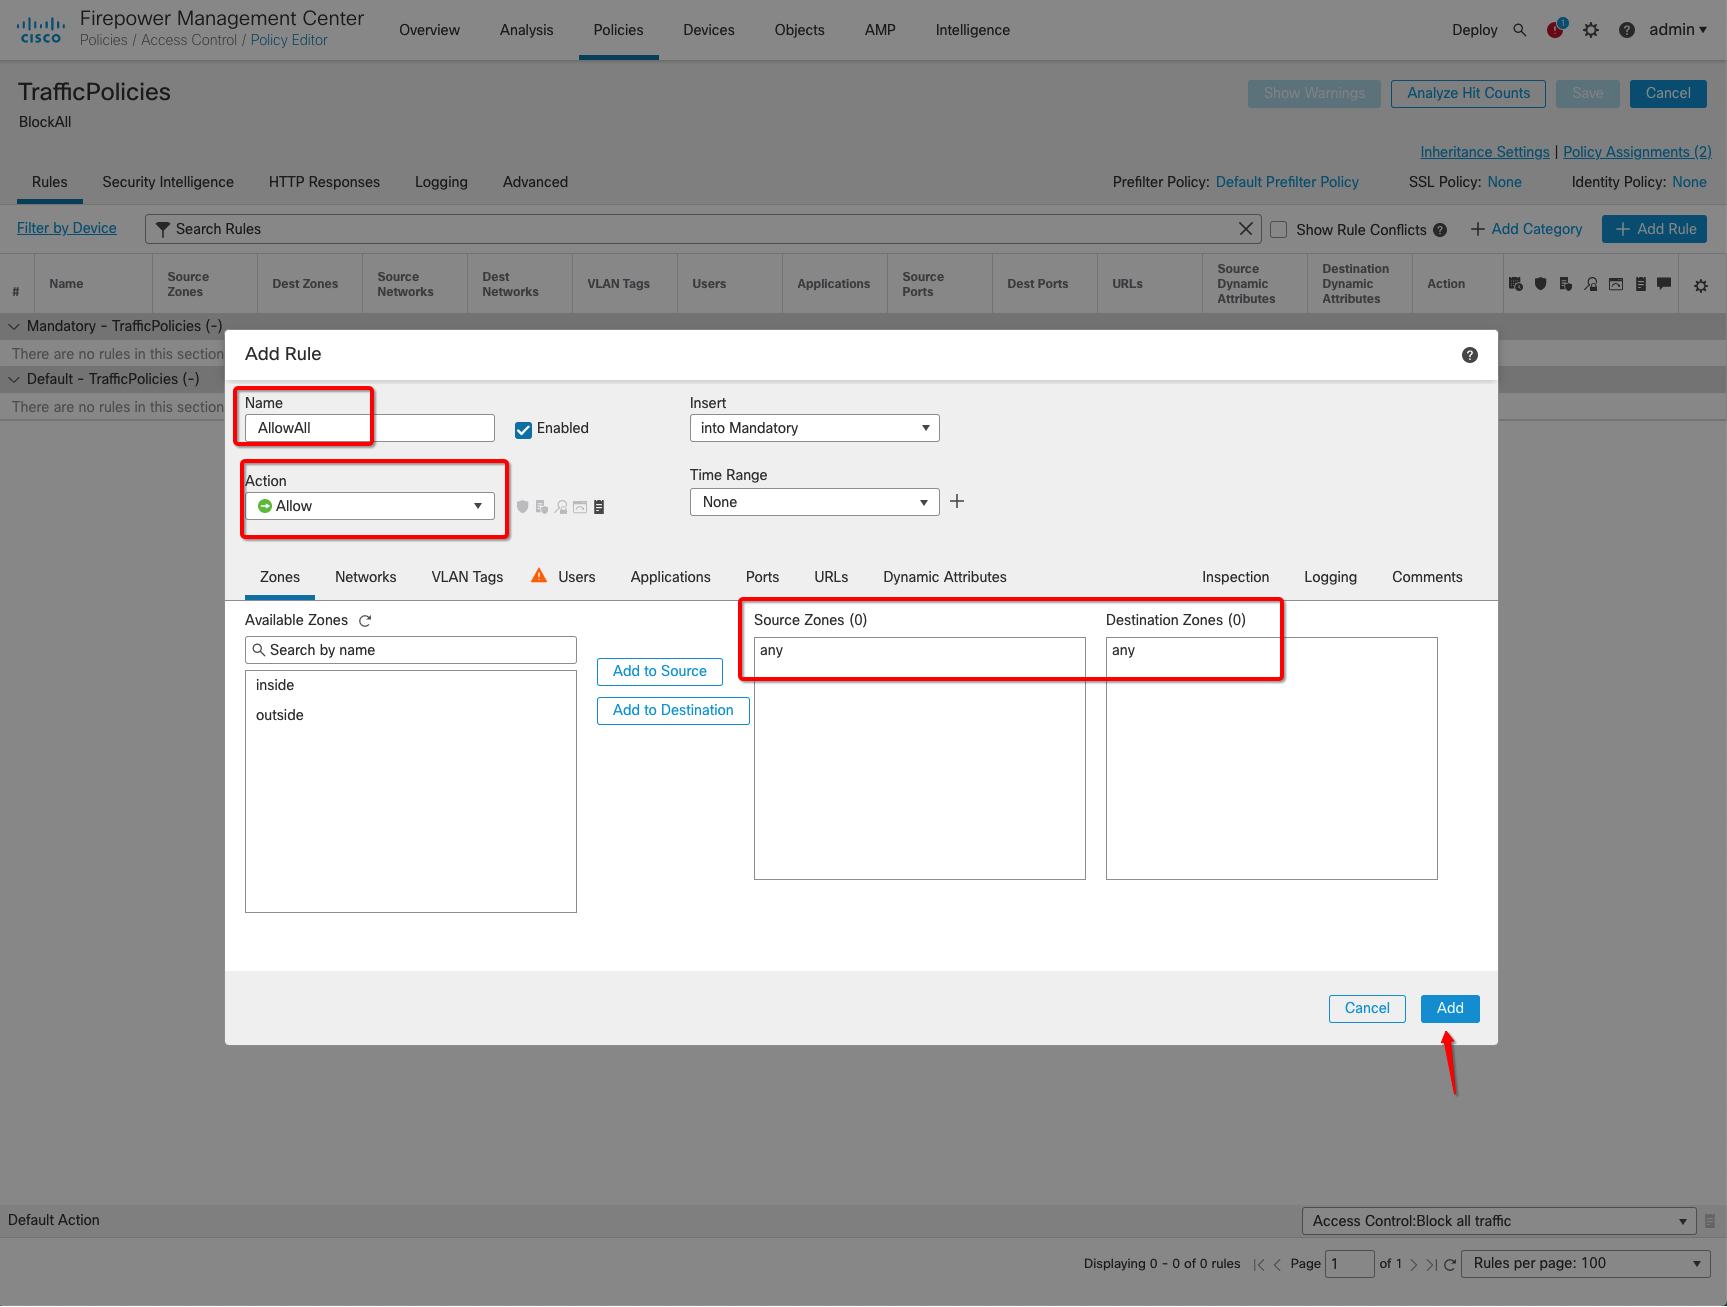 Firepower Management Center
CISCO
Policies / Access Control / Policy Editor
Overview
Analysis
Policies
Devices
Objects
AMP
Intelligence
Deploy
1
admin
TrafficPolicies
Show Warnings
Analyze Hit Counts
Save
Cancel
BlockAll
Inheritance Settings | Policy Assignments (2)
Rules
Security Intelligence
HTTP Responses
Logging
Advanced
Prefilter Policy: Default Prefilter Policy
SSL Policy: None
Identity Policy: None
Filter by Device
Search Rules
Show Rule Conflicts
+ Add Category
+ Add Rule
#
Name
Source
Zones
Dest Zones
Source
Networks
Dest
Networks
VLAN Tags
Users
Applications
Source
Ports
Dest Ports
URLs
Source
Dynamic
Attributes
Destination
Dynamic
Attributes
Action
Mandatory - TrafficPolicies (-)
There are no rules in this section
Default - TrafficPolicies (-)
There are no rules in this section
Add Rule
Name
AllowAll
Enabled
Insert
into Mandatory
Action
Allow
Time Range
None
Zones
Networks
VLAN Tags
Users
Applications
Ports
URLs
Dynamic Attributes
Inspection
Logging
Comments
Available Zones
Search by name
inside
outside
Add to Source
Add to Destination
Source Zones (0)
any
Destination Zones (0)
any
Cancel
Add
Default Action
Access Control:Block all traffic
Displaying 0 - 0 of 0 rules
Page
1
of 1
Rules per page: 100